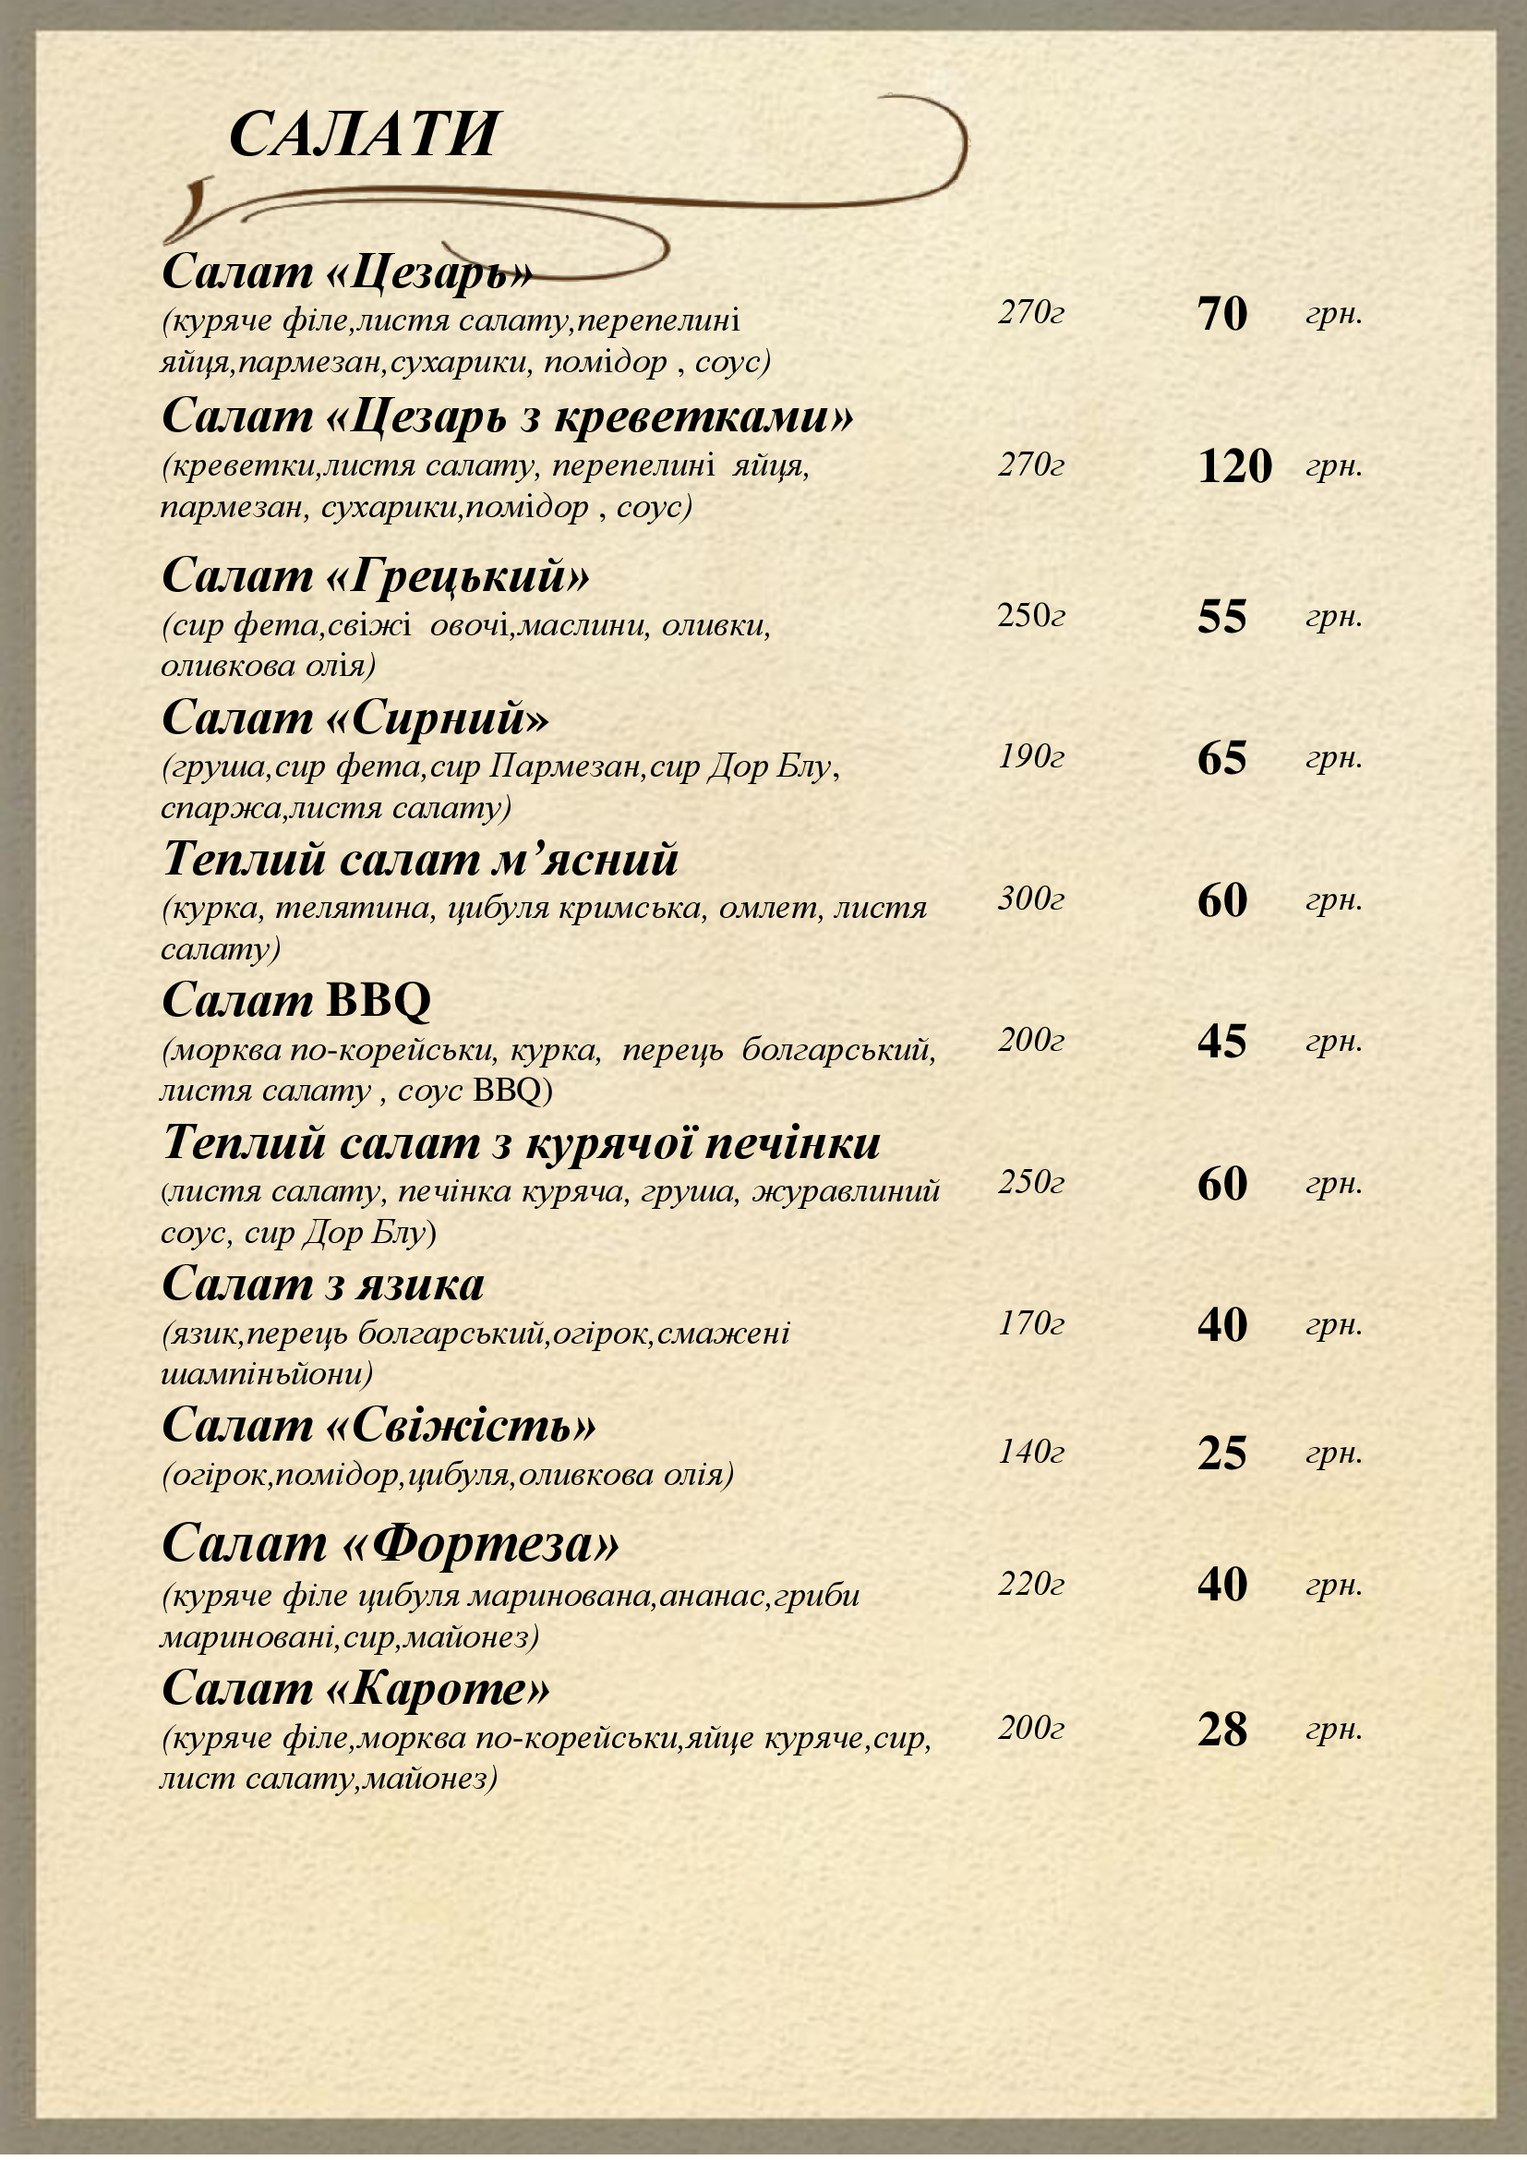 САЛАТИ
Салат «Цезарь»
(куряче філе,листя салату,перепелині
яйця,пармезан,сухарики, помідор , соус)
270г 70 грн.
Салат «Цезарь з креветками»
(креветки,листя салату, перепелині яйця,
пармезан, сухарики,помідор , соус)
270г 120 грн.
Салат «Грецький»
(сир фета,свіжі овочі,маслини, оливки,
оливкова олія)
250г 55 грн.
Салат «Сирний»
(груша,сир фета,сир Пармезан,сир Дор Блу,
спаржа,листя салату)
190г 65 грн.
Теплий салат м’ясний
(курка, телятина, цибуля кримська, омлет, листя
салату)
300г 60 грн.
Салат BBQ
(морква по-корейськи, курка, перець болгарський,
листя салату , соус BBQ)
200г 45 грн.
Теплий салат з курячої печінки
(листя салату, печінка куряча, груша, журавлиний
соус, сир Дор Блу)
250г 60 грн.
Салат з язика
(язик,перець болгарський,огірок,смажені
шампіньйони)
170г 40 грн.
Салат «Свіжість»
(огірок,помідор,цибуля,оливкова олія)
140г 25 грн.
Салат «Фортеза»
(куряче філе цибуля маринована,ананас,гриби
мариновані,сир,майонез)
220г 40 грн.
Салат «Кароте»
(куряче філе,морква по-корейськи,яйце куряче,сир,
лист салату,майонез)
200г 28 грн.